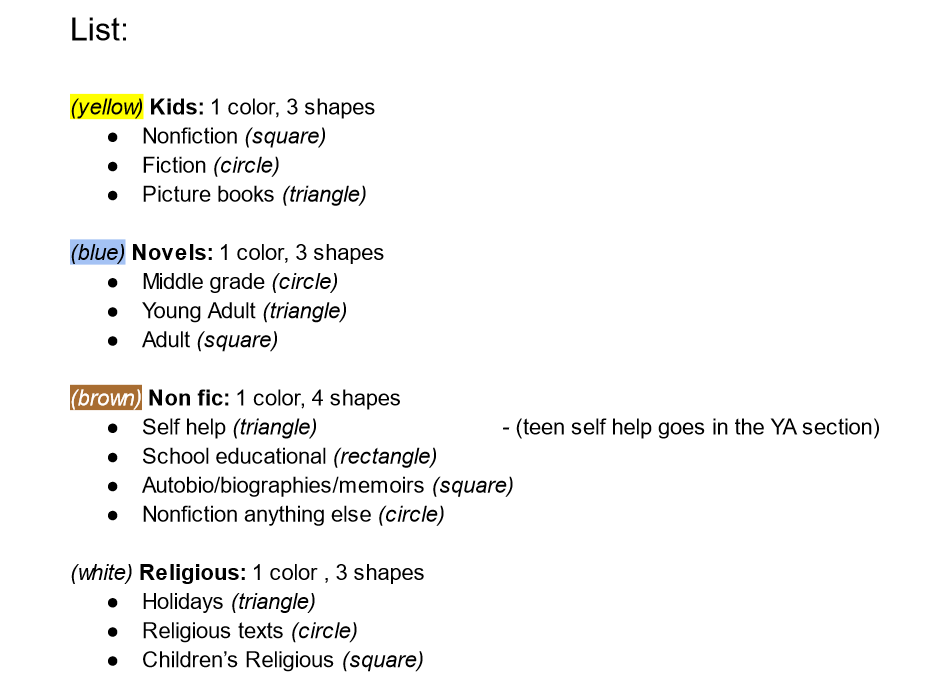 List:
(yellow) Kids: 1 color, 3 shapes
● Nonfiction (square)
● Fiction (circle)
● Picture books (triangle)
(blue) Novels: 1 color, 3 shapes
● Middle grade (circle)
● Young Adult (triangle)
● Adult (square)
(brown) Non fic: 1 color, 4 shapes
● Self help (triangle) - (teen self help goes in the YA section)
● School educational (rectangle)
● Autobio/biographies/memoirs (square)
● Nonfiction anything else (circle)
(white) Religious: 1 color , 3 shapes
● Holidays (triangle)
● Religious texts (circle)
● Children’s Religious (square)